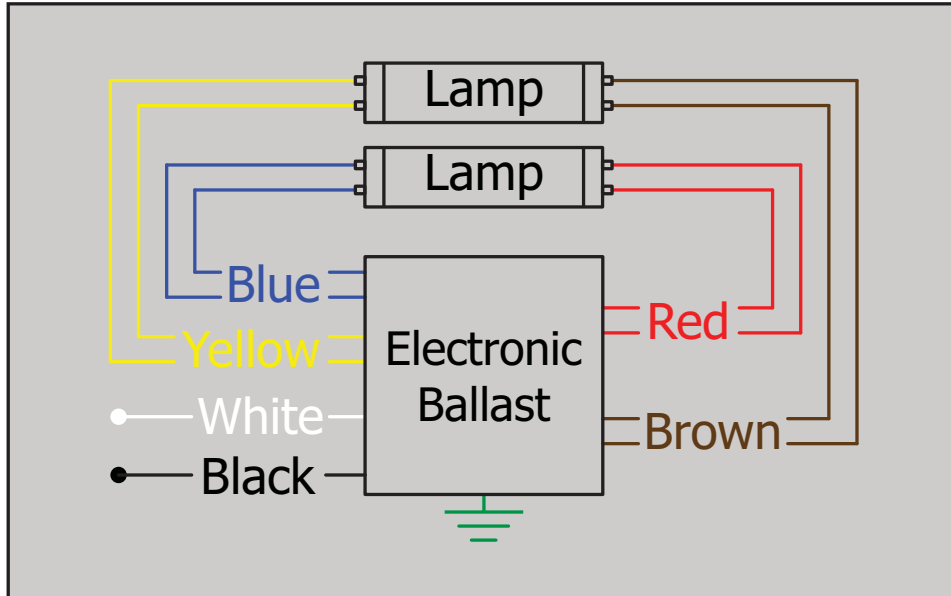 Lamp
Lamp
Blue
Yellow
White
Black
Electronic
Ballast
Red
Brown